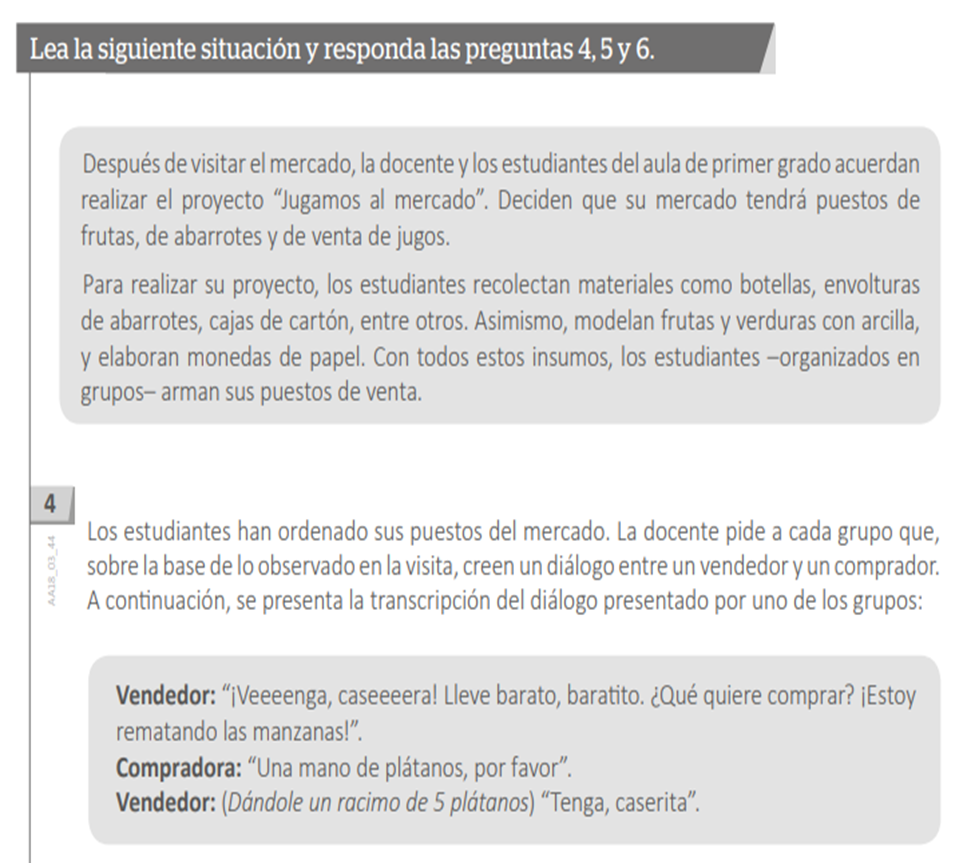 Lea la siguiente situación y responda las preguntas 4, 5 y 6.
Después de visitar el mercado, la docente y los estudiantes del aula de primer grado acuerdan
realizar el proyecto “Jugamos al mercado”. Deciden que su mercado tendrá puestos de
frutas, de abarrotes y de venta de jugos.
Para realizar su proyecto, los estudiantes recolectan materiales como botellas, envolturas
de abarrotes, cajas de cartón, entre otros. Asimismo, modelan frutas y verduras con arcilla,
y elaboran monedas de papel. Con todos estos insumos, los estudiantes –organizados en
grupos– arman sus puestos de venta.
4
AA18_03_44
Los estudiantes han ordenado sus puestos del mercado. La docente pide a cada grupo que,
sobre la base de lo observado en la visita, creen un diálogo entre un vendedor y un comprador.
A continuación, se presenta la transcripción del diálogo presentado por uno de los grupos:
Vendedor: “¡Veeeenga, caseeeera! Lleve barato, baratito. ¿Qué quiere comprar? ¡Estoy
rematando las manzanas!”.
Compradora: “Una mano de plátanos, por favor”.
Vendedor: (Dándole un racimo de 5 plátanos) “Tenga, caserita”.